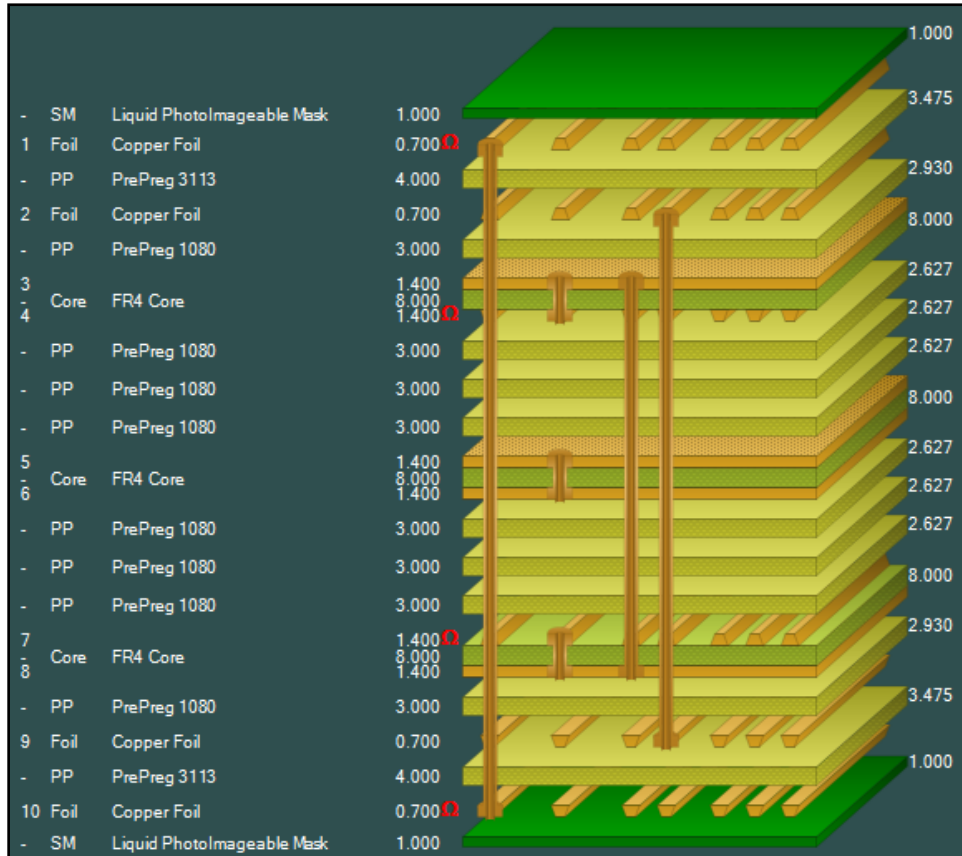 1.000
- SM Liquid PhotoImageable Mask 1.000
3.475
1 Foil Copper Foil 0.700 Ω
- PP PrePreg 3113 4.000
2.930
2 Foil Copper Foil 0.700
8.000
- PP PrePreg 1080 3.000
2.627
3 1.400
- Core FR4 Core 8.000
4 1.400 Ω
2.627
- PP PrePreg 1080 3.000
2.627
- PP PrePreg 1080 3.000
8.000
- PP PrePreg 1080 3.000
2.627
5 1.400
- Core FR4 Core 8.000
6 1.400
2.627
- PP PrePreg 1080 3.000
2.627
- PP PrePreg 1080 3.000
8.000
- PP PrePreg 1080 3.000
2.930
7 1.400 Ω
- Core FR4 Core 8.000
8 1.400
3.475
- PP PrePreg 1080 3.000
9 Foil Copper Foil 0.700
1.000
- PP PrePreg 3113 4.000
10 Foil Copper Foil 0.700 Ω
- SM Liquid PhotoImageable Mask 1.000